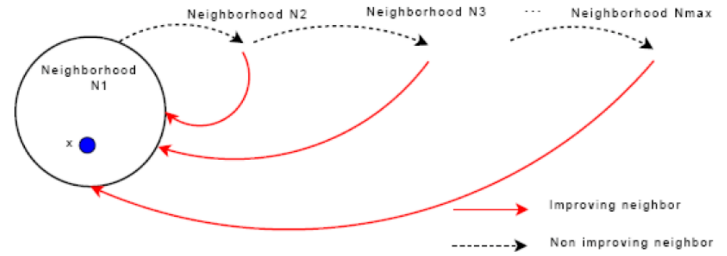 Neighborhood N2
Neighborhood N3
...
Neighborhood Nmax
Neighborhood
N1
x
Improving neighbor
Non improving neighbor